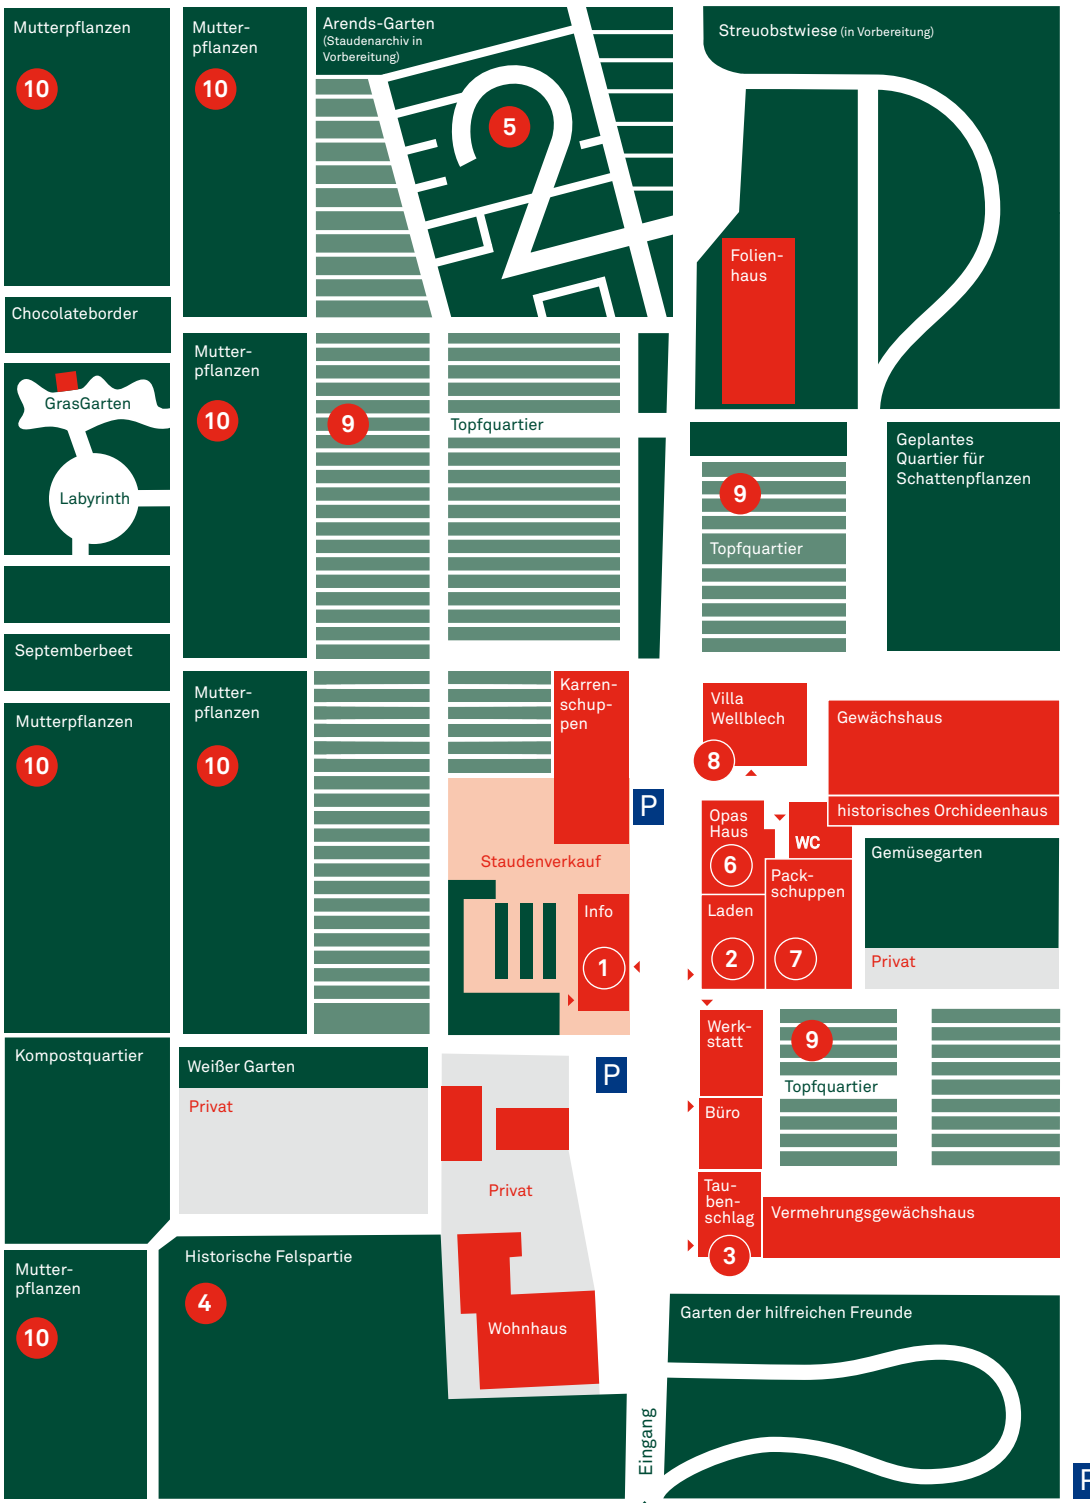 Mutterpflanzen
10
Mutter-
pflanzen
10
Arends-Garten
(Staudenarchiv in
Vorbereitung)
5
Streuobstwiese (in Vorbereitung)
Folien-
haus
Chocolateborder
GrasGarten
Labyrinth
Mutter-
pflanzen
10
9
Topfquartier
9
Topfquartier
Geplantes
Quartier für
Schattenpflanzen
Septemberbeet
Mutterpflanzen
10
Mutter-
pflanzen
10
Karren-
schup-
pen
P
Staudenverkauf
Info
1
Villa
Wellblech
8
Gewächshaus
historisches Orchideenhaus
Opas
Haus
6
WC
Pack-
schuppen
7
Laden
2
Gemüsegarten
Privat
Kompostquartier
Weißer Garten
Privat
P
Privat
Werk-
statt
9
Topfquartier
Büro
Tau-
ben-
schlag
3
Vermehrungsgewächshaus
Mutter-
pflanzen
10
Historische Felspartie
4
Wohnhaus
Garten der hilfreichen Freunde
Eingang
P